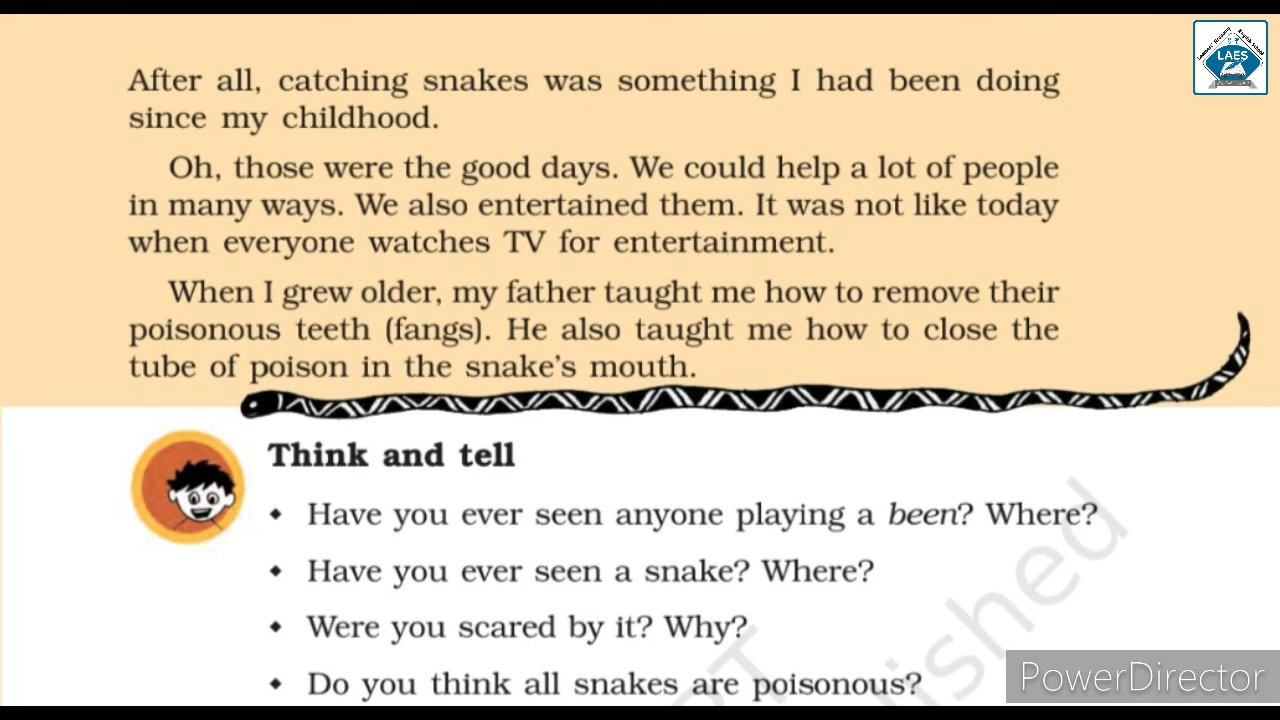 LAES
After all, catching snakes was something I had been doing
since my childhood.
Oh, those were the good days. We could help a lot of people
in many ways. We also entertained them. It was not like today
when everyone watches TV for entertainment.
When I grew older, my father taught me how to remove their
poisonous teeth (fangs). He also taught me how to close the
tube of poison in the snake's mouth.
Think and tell
• Have you ever seen anyone playing a been? Where?
• Have you ever seen a snake? Where?
• Were you scared by it? Why?
• Do you think all snakes are poisonous?
PowerDirector